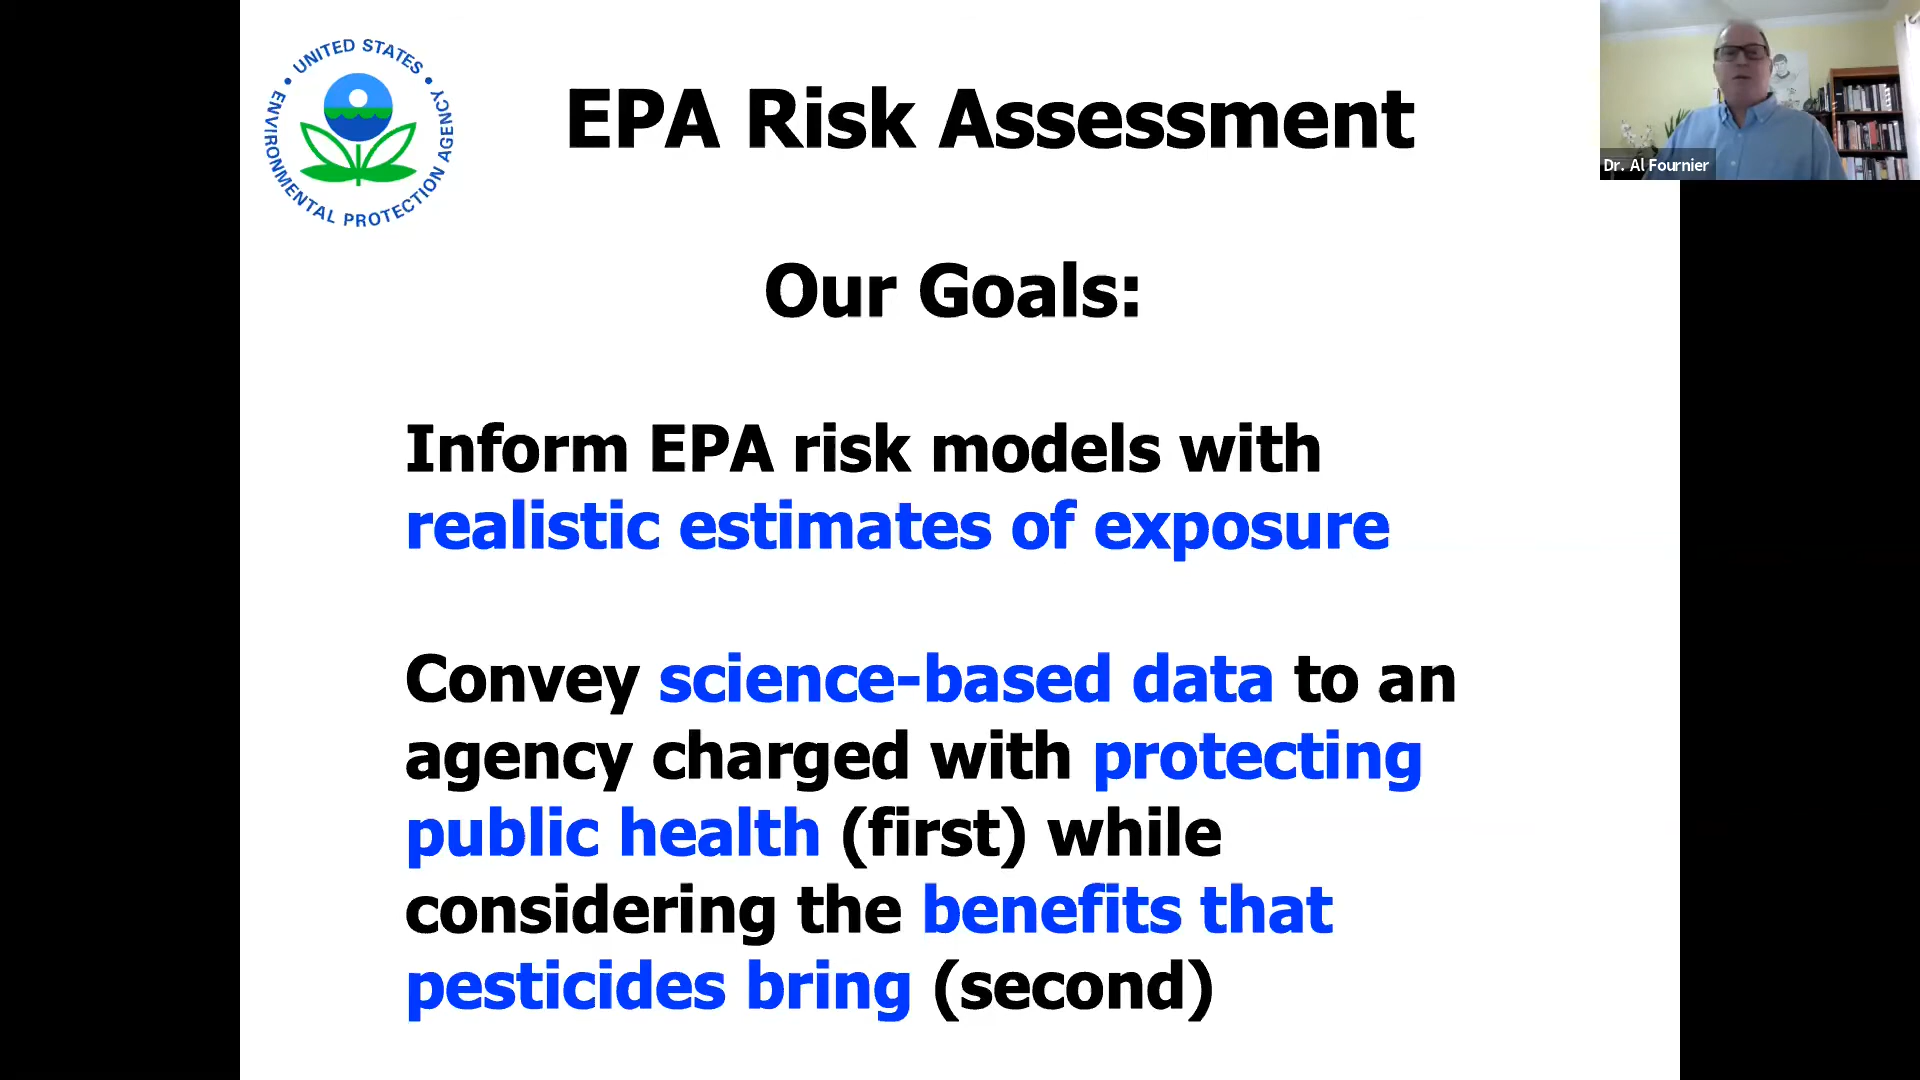 UNITED STATES
ENVIRONMENTAL PROTECTION AGENCY
EPA Risk Assessment
Dr. Al Fournier
Our Goals:
Inform EPA risk models with
realistic estimates of exposure
Convey science-based data to an
agency charged with protecting
public health (first) while
considering the benefits that
pesticides bring (second)